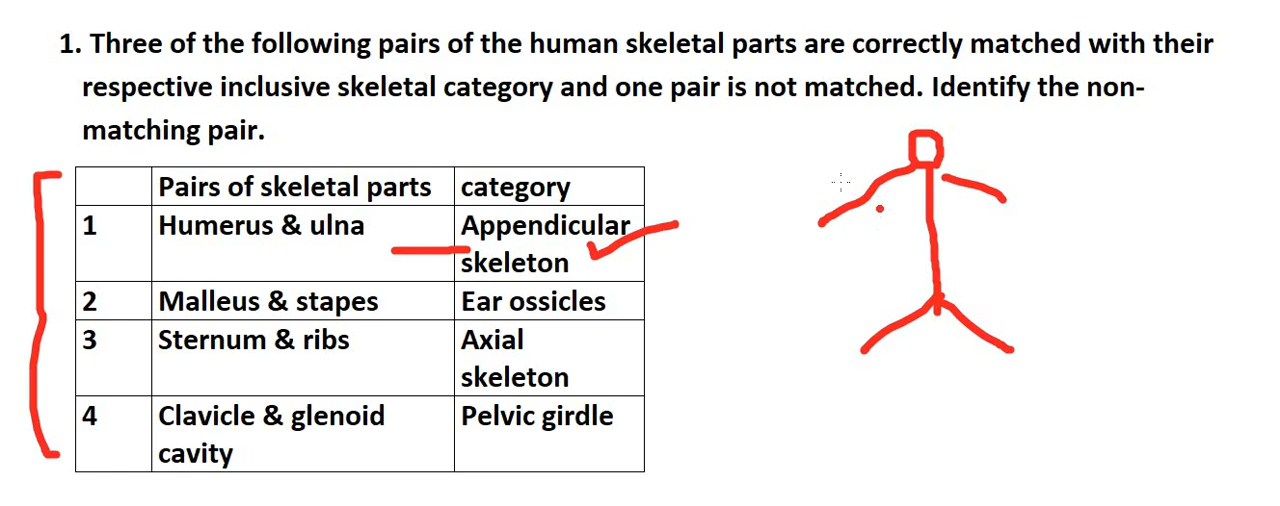 1. Three of the following pairs of the human skeletal parts are correctly matched with their
respective inclusive skeletal category and one pair is not matched. Identify the non-
matching pair.
Pairs of skeletal parts category
1 Humerus & ulna Appendicular
skeleton
2 Malleus & stapes Ear ossicles
3 Sternum & ribs Axial
skeleton
4 Clavicle & glenoid Pelvic girdle
cavity